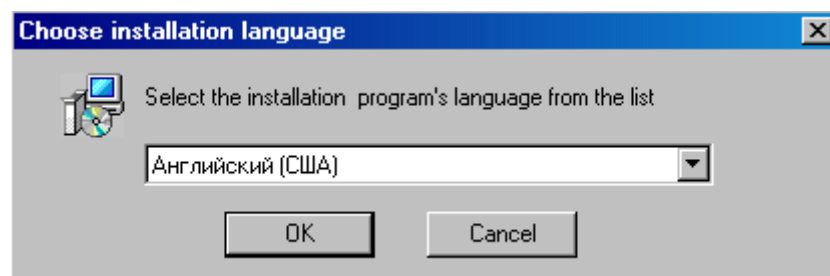 Choose installation language
Select the installation  program's language from the list
Английский (США)
OK
Cancel